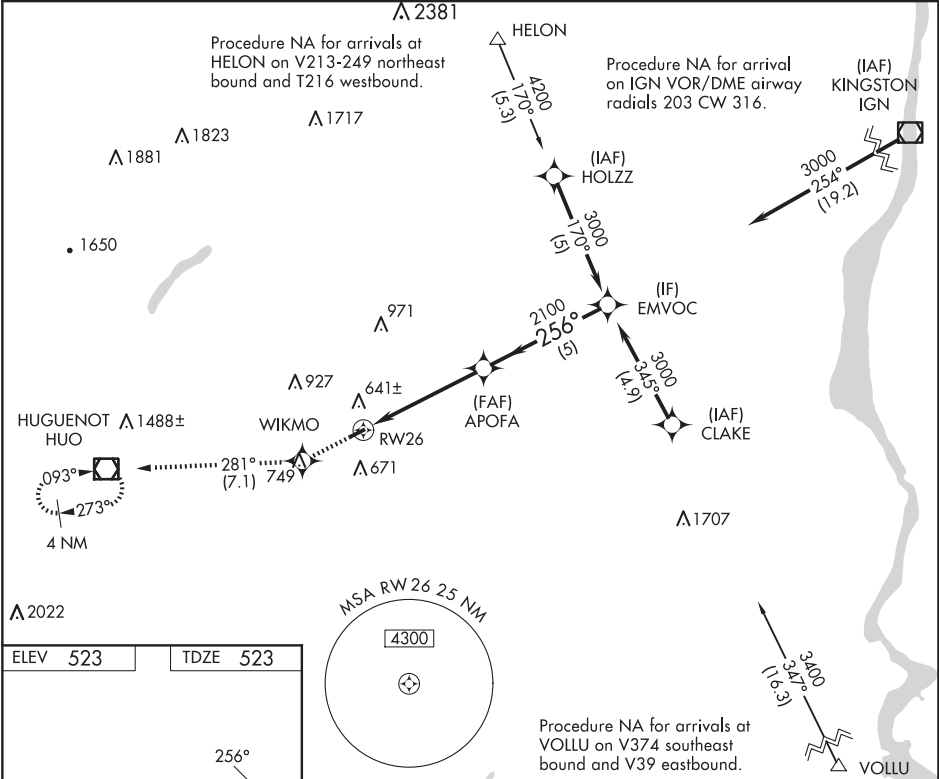 2381
Procedure NA for arrivals at
HELON on V213-249 northeast
bound and T216 westbound.
HELON
Procedure NA for arrival
on IGN VOR/DME airway
radials 203 CW 316.
(IAF)
KINGSTON
IGN
4200
170°
(5.3)
1717
1823
1881
(IAF)
HOLZZ
3000
254°
(19.2)
3000
170°
(5)
1650
(IF)
EMVOC
2100
256°
(5)
971
3000
345°
(4.9)
927
641±
(FAF)
APOFA
(IAF)
CLAKE
HUGUENOT
HUO
1488±
WIKMO
RW26
093°
281°
(7.1)
749
671
273°
4 NM
1707
2022
MSA RW 26 25 NM
4300
ELEV 523
TDZE 523
3400
347°
(16.3)
Procedure NA for arrivals at
VOLLU on V374 southeast
bound and V39 eastbound.
256°
VOLLU